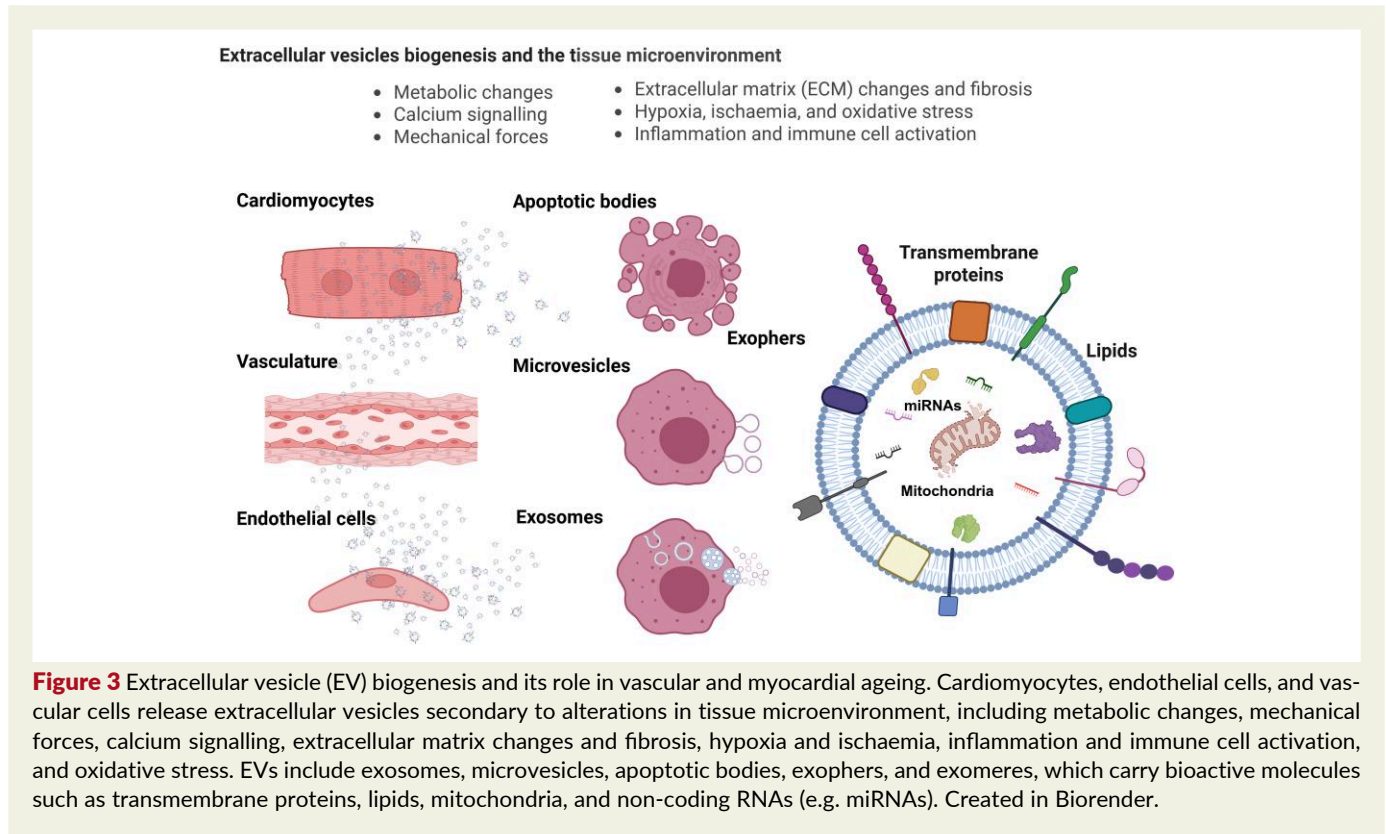 Extracellular vesicles biogenesis and the tissue microenvironment
• Metabolic changes
• Calcium signalling
• Mechanical forces
• Extracellular matrix (ECM) changes and fibrosis
• Hypoxia, ischaemia, and oxidative stress
• Inflammation and immune cell activation
Cardiomyocytes
Vasculature
Endothelial cells
Apoptotic bodies
Exophers
Microvesicles
Exosomes
Transmembrane
proteins
Lipids
miRNAs
Mitochondria
Figure 3 Extracellular vesicle (EV) biogenesis and its role in vascular and myocardial ageing. Cardiomyocytes, endothelial cells, and vas-
cular cells release extracellular vesicles secondary to alterations in tissue microenvironment, including metabolic changes, mechanical
forces, calcium signalling, extracellular matrix changes and fibrosis, hypoxia and ischaemia, inflammation and immune cell activation,
and oxidative stress. EVs include exosomes, microvesicles, apoptotic bodies, exophers, and exomeres, which carry bioactive molecules
such as transmembrane proteins, lipids, mitochondria, and non-coding RNAs (e.g. miRNAs). Created in Biorender.